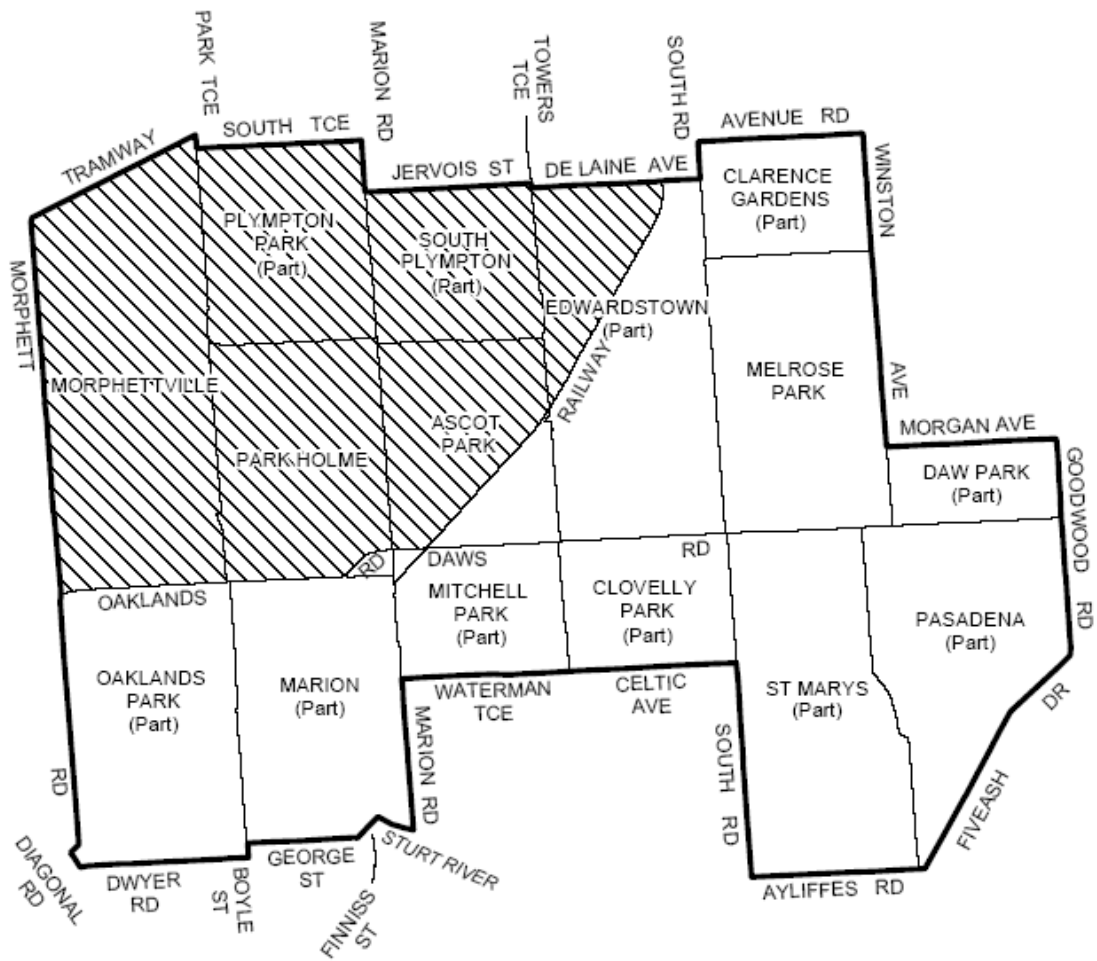 PARK TCE
MARION RD
TOWERS
TCE
SOUTH RD
AVENUE RD
SOUTH TCE
TRAMWAY
JERVOIS ST
DE LAINE AVE
WINSTON
AVE
CLARENCE
GARDENS
(Part)
PLYMPTON
PARK
(Part)
SOUTH
PLYMPTON
(Part)
MORPHETT
RD
EDWARDSTOWN
(Part)
RAILWAY
MELROSE
PARK
MORPHETTVILLE
ASCOT
PARK
PARK HOLME
MORGAN AVE
DAW PARK
(Part)
GOODWOOD RD
RD
DAWS
RD
OAKLANDS
MITCHELL
PARK
(Part)
CLOVELLY
PARK
(Part)
PASADENA
(Part)
OAKLANDS
PARK
(Part)
MARION
(Part)
ST MARYS
(Part)
WATERMAN
TCE
CELTIC
AVE
MARION RD
SOUTH RD
FIVEASH DR
DIAGONAL
RD
DWYER
RD
BOYLE
ST
GEORGE
ST
STURT RIVER
FINNISS
ST
AYLIFFES RD